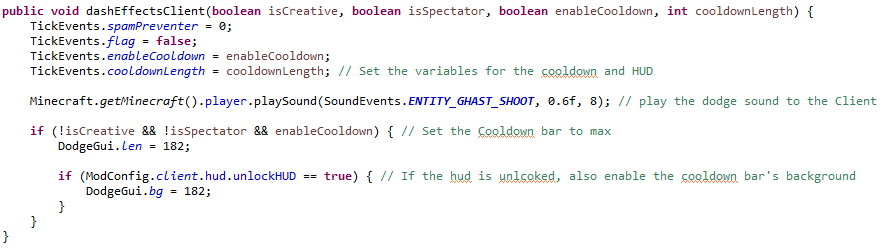 public void dashEffectsClient(boolean isCreative, boolean isSpectator, boolean enableCooldown, int cooldownLength) {
TickEvents.spamPreventer = 0;
TickEvents.flag = false;
TickEvents.enableCooldown = enableCooldown;
TickEvents.cooldownLength = cooldownLength; // Set the variables for the cooldown and HUD
Minecraft.getMinecraft().player.playSound(SoundEvents.ENTITY_GHAST_SHOOT, 0.6f, 8); // play the dodge sound to the Client
if (!isCreative && !isSpectator && enableCooldown) { // Set the Cooldown bar to max
DodgeGui.len = 182;
if (ModConfig.client.hud.unlockHUD == true) { // If the hud is unlcoked, also enable the cooldown bar's background
DodgeGui.bg = 182;
}
}
}